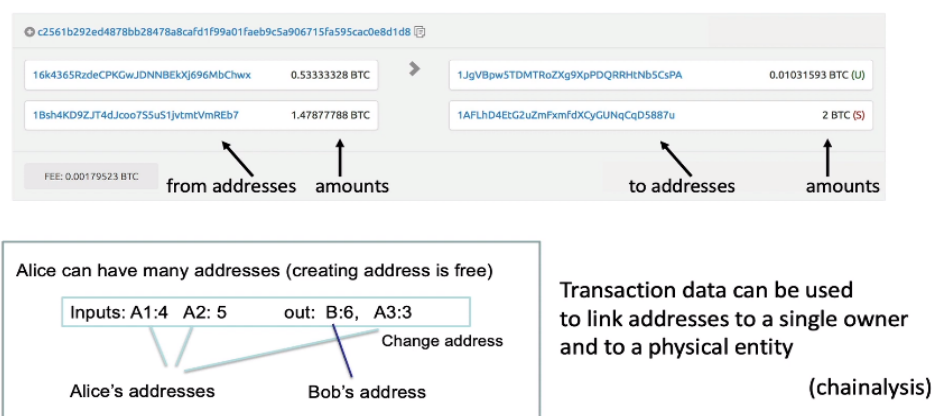 c2561b292ed4878bb28478a8cafd1f99a01faeb9c5a906715fa595cac0e8d1d8
16k4365RzdeCPKGwJDNNBEkXj696MbChwx 0.53333328 BTC
1JgVBpw5TDMTRoZXg9XpPDQRRHtNb5CsPA 0.01031593 BTC (U)
1Bsh4KD9ZJT4dJcoo7S5uS1jvtmtVmREb7 1.47877788 BTC
1AFLhD4EtG2uZmFxmfdXCyGUNqCqD5887u 2 BTC (S)
FEE: 0.00179523 BTC
from addresses amounts
to addresses amounts
Alice can have many addresses (creating address is free)
Inputs: A1:4 A2: 5 out: B:6, A3:3
Change address
Alice's addresses Bob's address
Transaction data can be used
to link addresses to a single owner
and to a physical entity
(chainalysis)